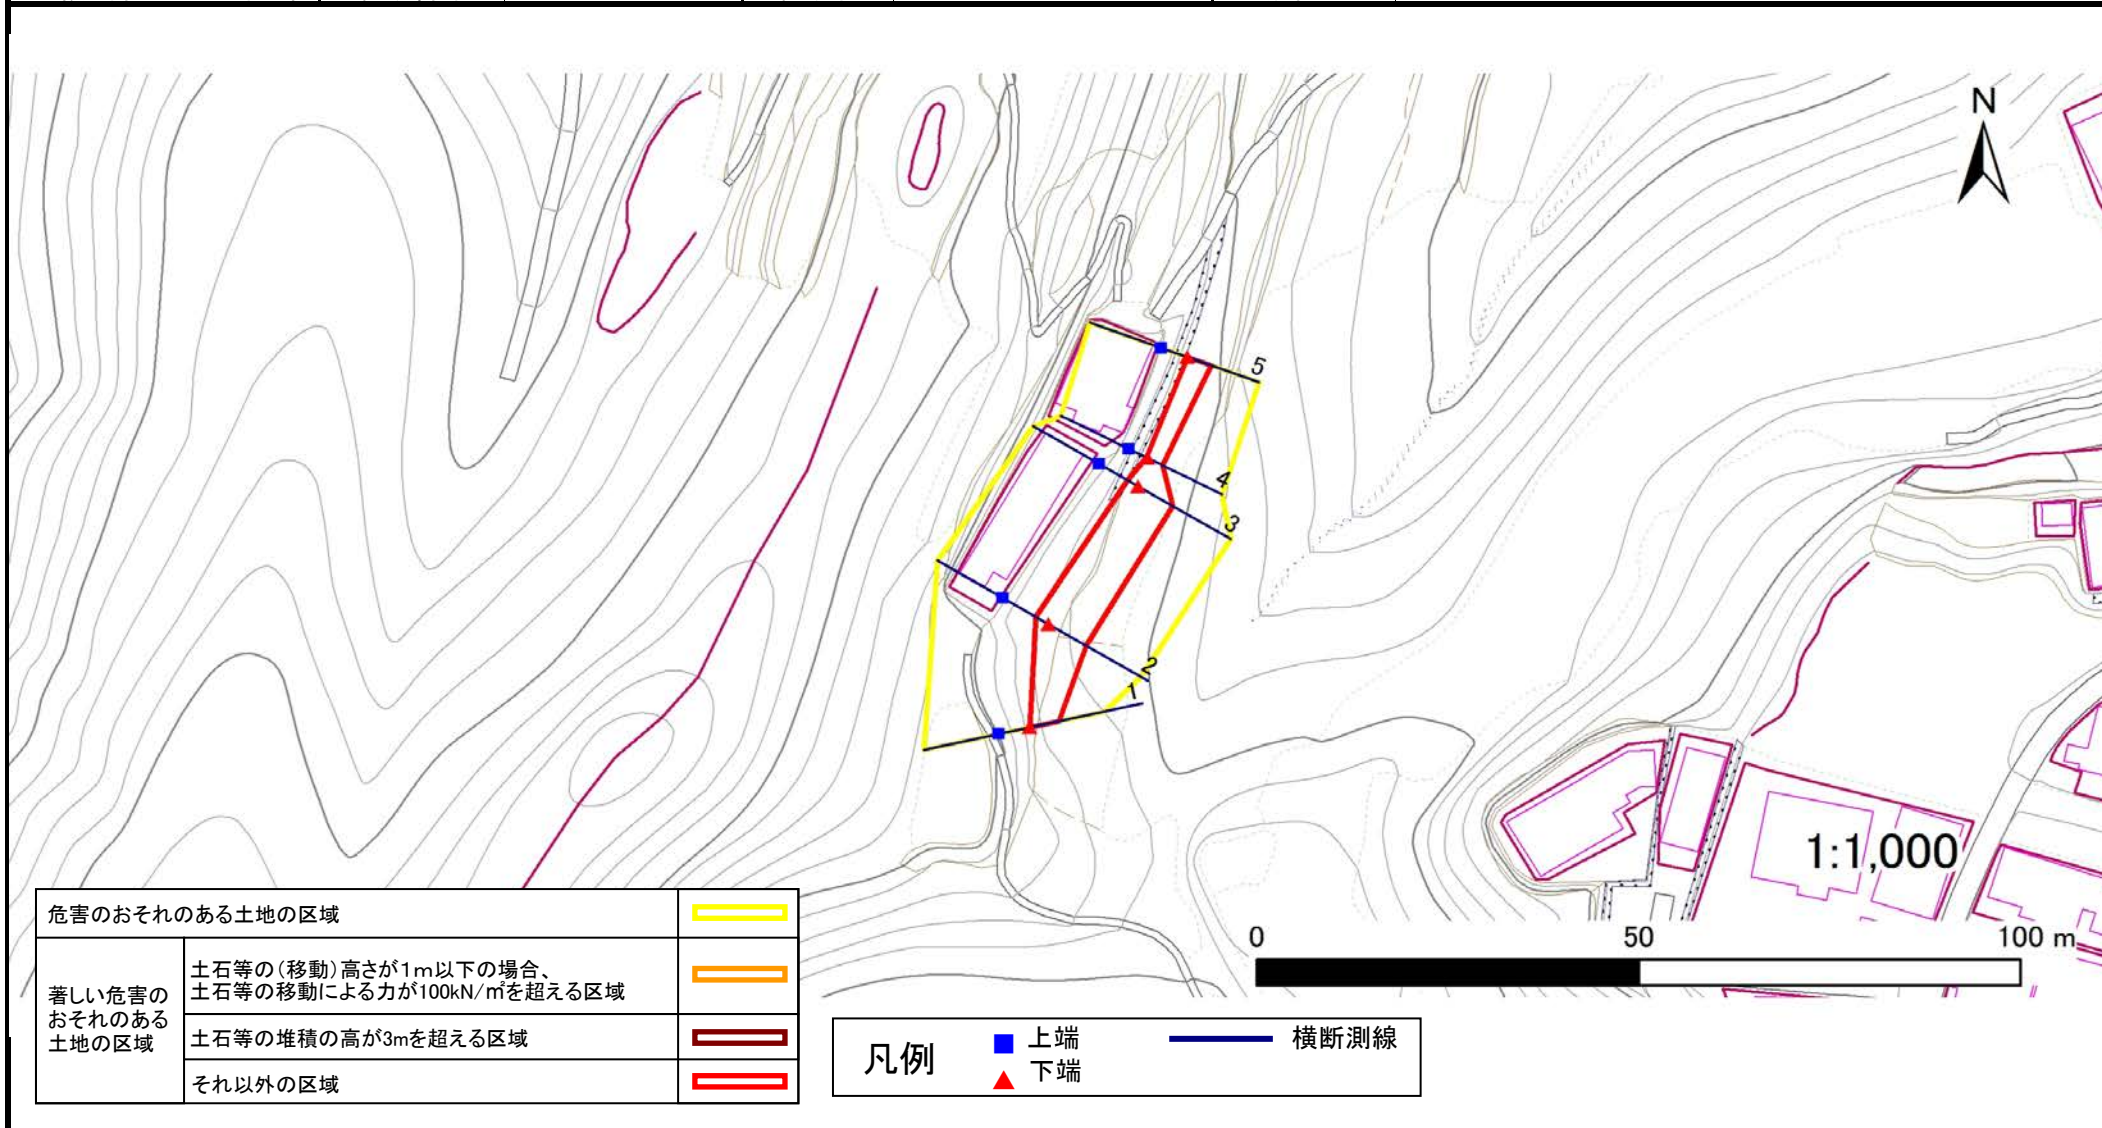 N
5
4
3
2
1
1:1,000
0 50 100 m
危害のおそれのある土地の区域
著しい危害の
おそれのある
土地の区域
土石等の(移動)高さが1m以下の場合、
土石等の移動による力が100kN/㎡を超える区域
土石等の堆積の高が3mを超える区域
それ以外の区域
凡例
上端
下端
横断測線